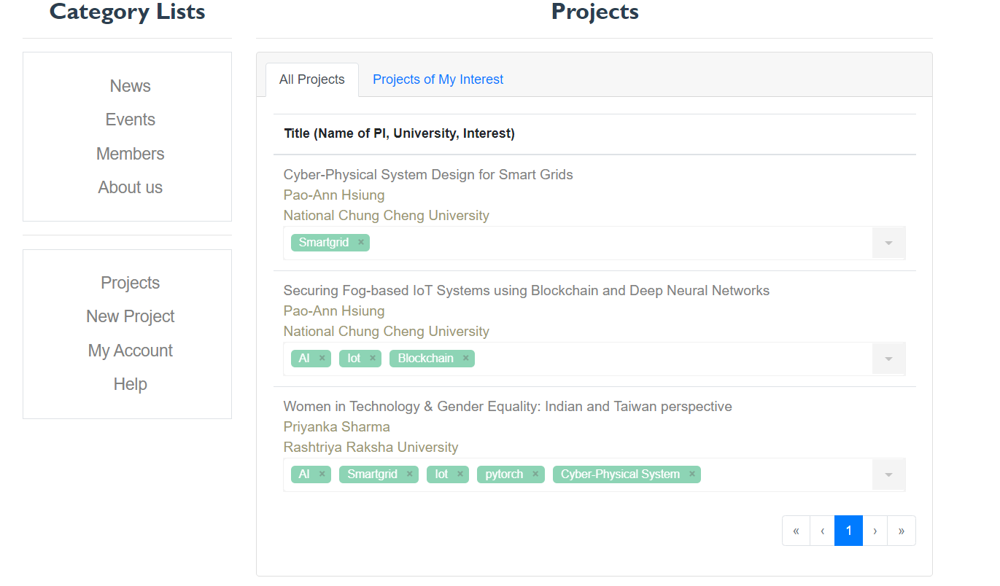 Category Lists
News
Events
Members
About us
Projects
New Project
My Account
Help
Projects
All Projects
Projects of My Interest
Title (Name of PI, University, Interest)
Cyber-Physical System Design for Smart Grids
Pao-Ann Hsiung
National Chung Cheng University
Smartgrid ×
Securing Fog-based IoT Systems using Blockchain and Deep Neural Networks
Pao-Ann Hsiung
National Chung Cheng University
AI × Iot × Blockchain ×
Women in Technology & Gender Equality: Indian and Taiwan perspective
Priyanka Sharma
Rashtriya Raksha University
AI × Smartgrid × Iot × pytorch × Cyber-Physical System ×
« ‹ 1 › »